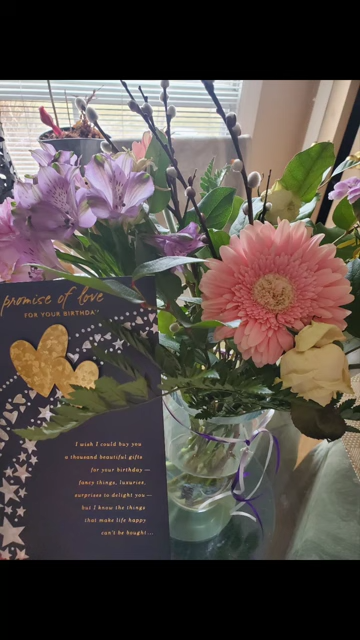 promise of love
FOR YOUR BIRTHDAY
I wish I could buy you
a thousand beautiful gifts
for your birthday —
fancy things, luxuries,
surprises to delight you —
but I know the things
that make life happy
can't be bought...